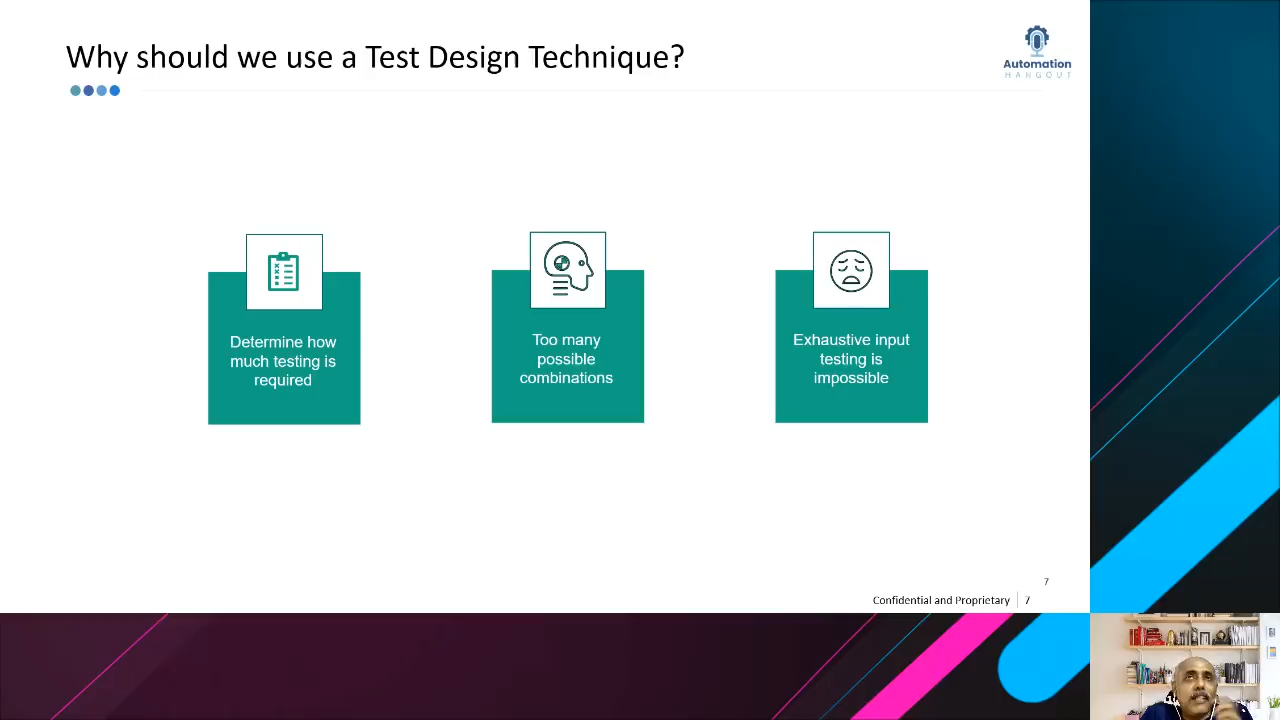 Why should we use a Test Design Technique?
Automation
HANGOUT
Determine how
much testing is
required
Too many
possible
combinations
Exhaustive input
testing is
impossible
7
Confidential and Proprietary
7